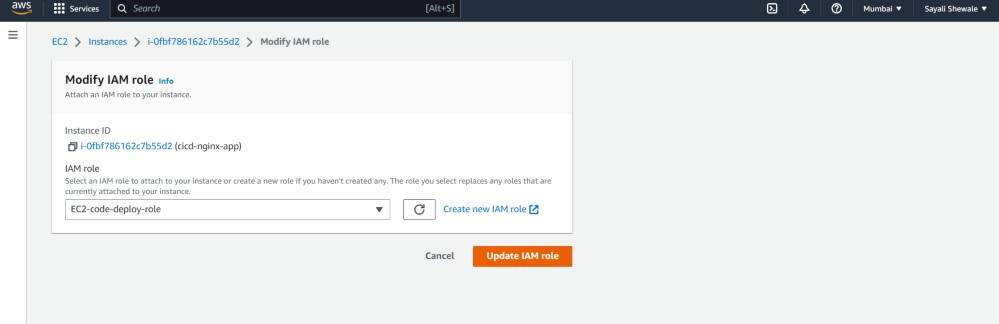 aws Services Search [Alt+S] Mumbai ▼ Sayali Shewale ▼
EC2 > Instances > i-0fbf786162c7b55d2 > Modify IAM role
Modify IAM role Info
Attach an IAM role to your instance.
Instance ID
i-0fbf786162c7b55d2 (cicd-nginx-app)
IAM role
Select an IAM role to attach to your instance or create a new role if you haven't created any. The role you select replaces any roles that are
currently attached to your instance.
EC2-code-deploy-role
Create new IAM role
Cancel Update IAM role